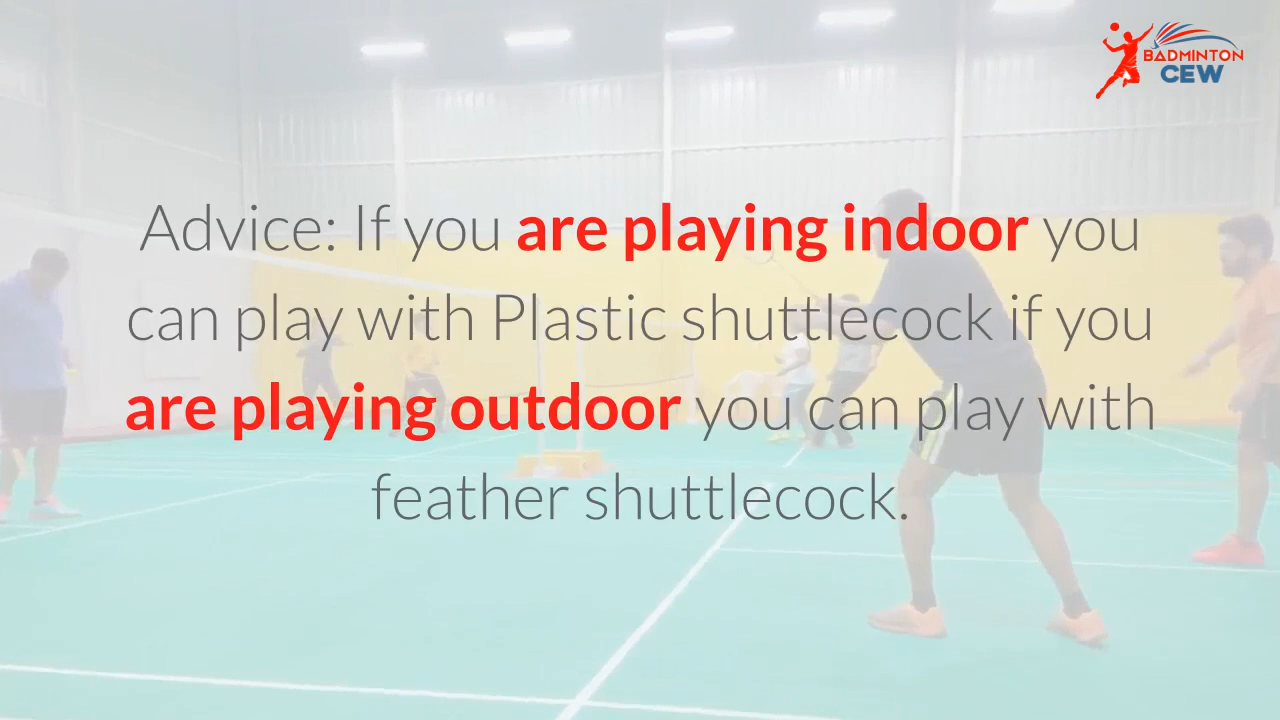 BADMINTON
CEW
Advice: If you are playing indoor you
can play with Plastic shuttlecock if you
are playing outdoor you can play with
feather shuttlecock.